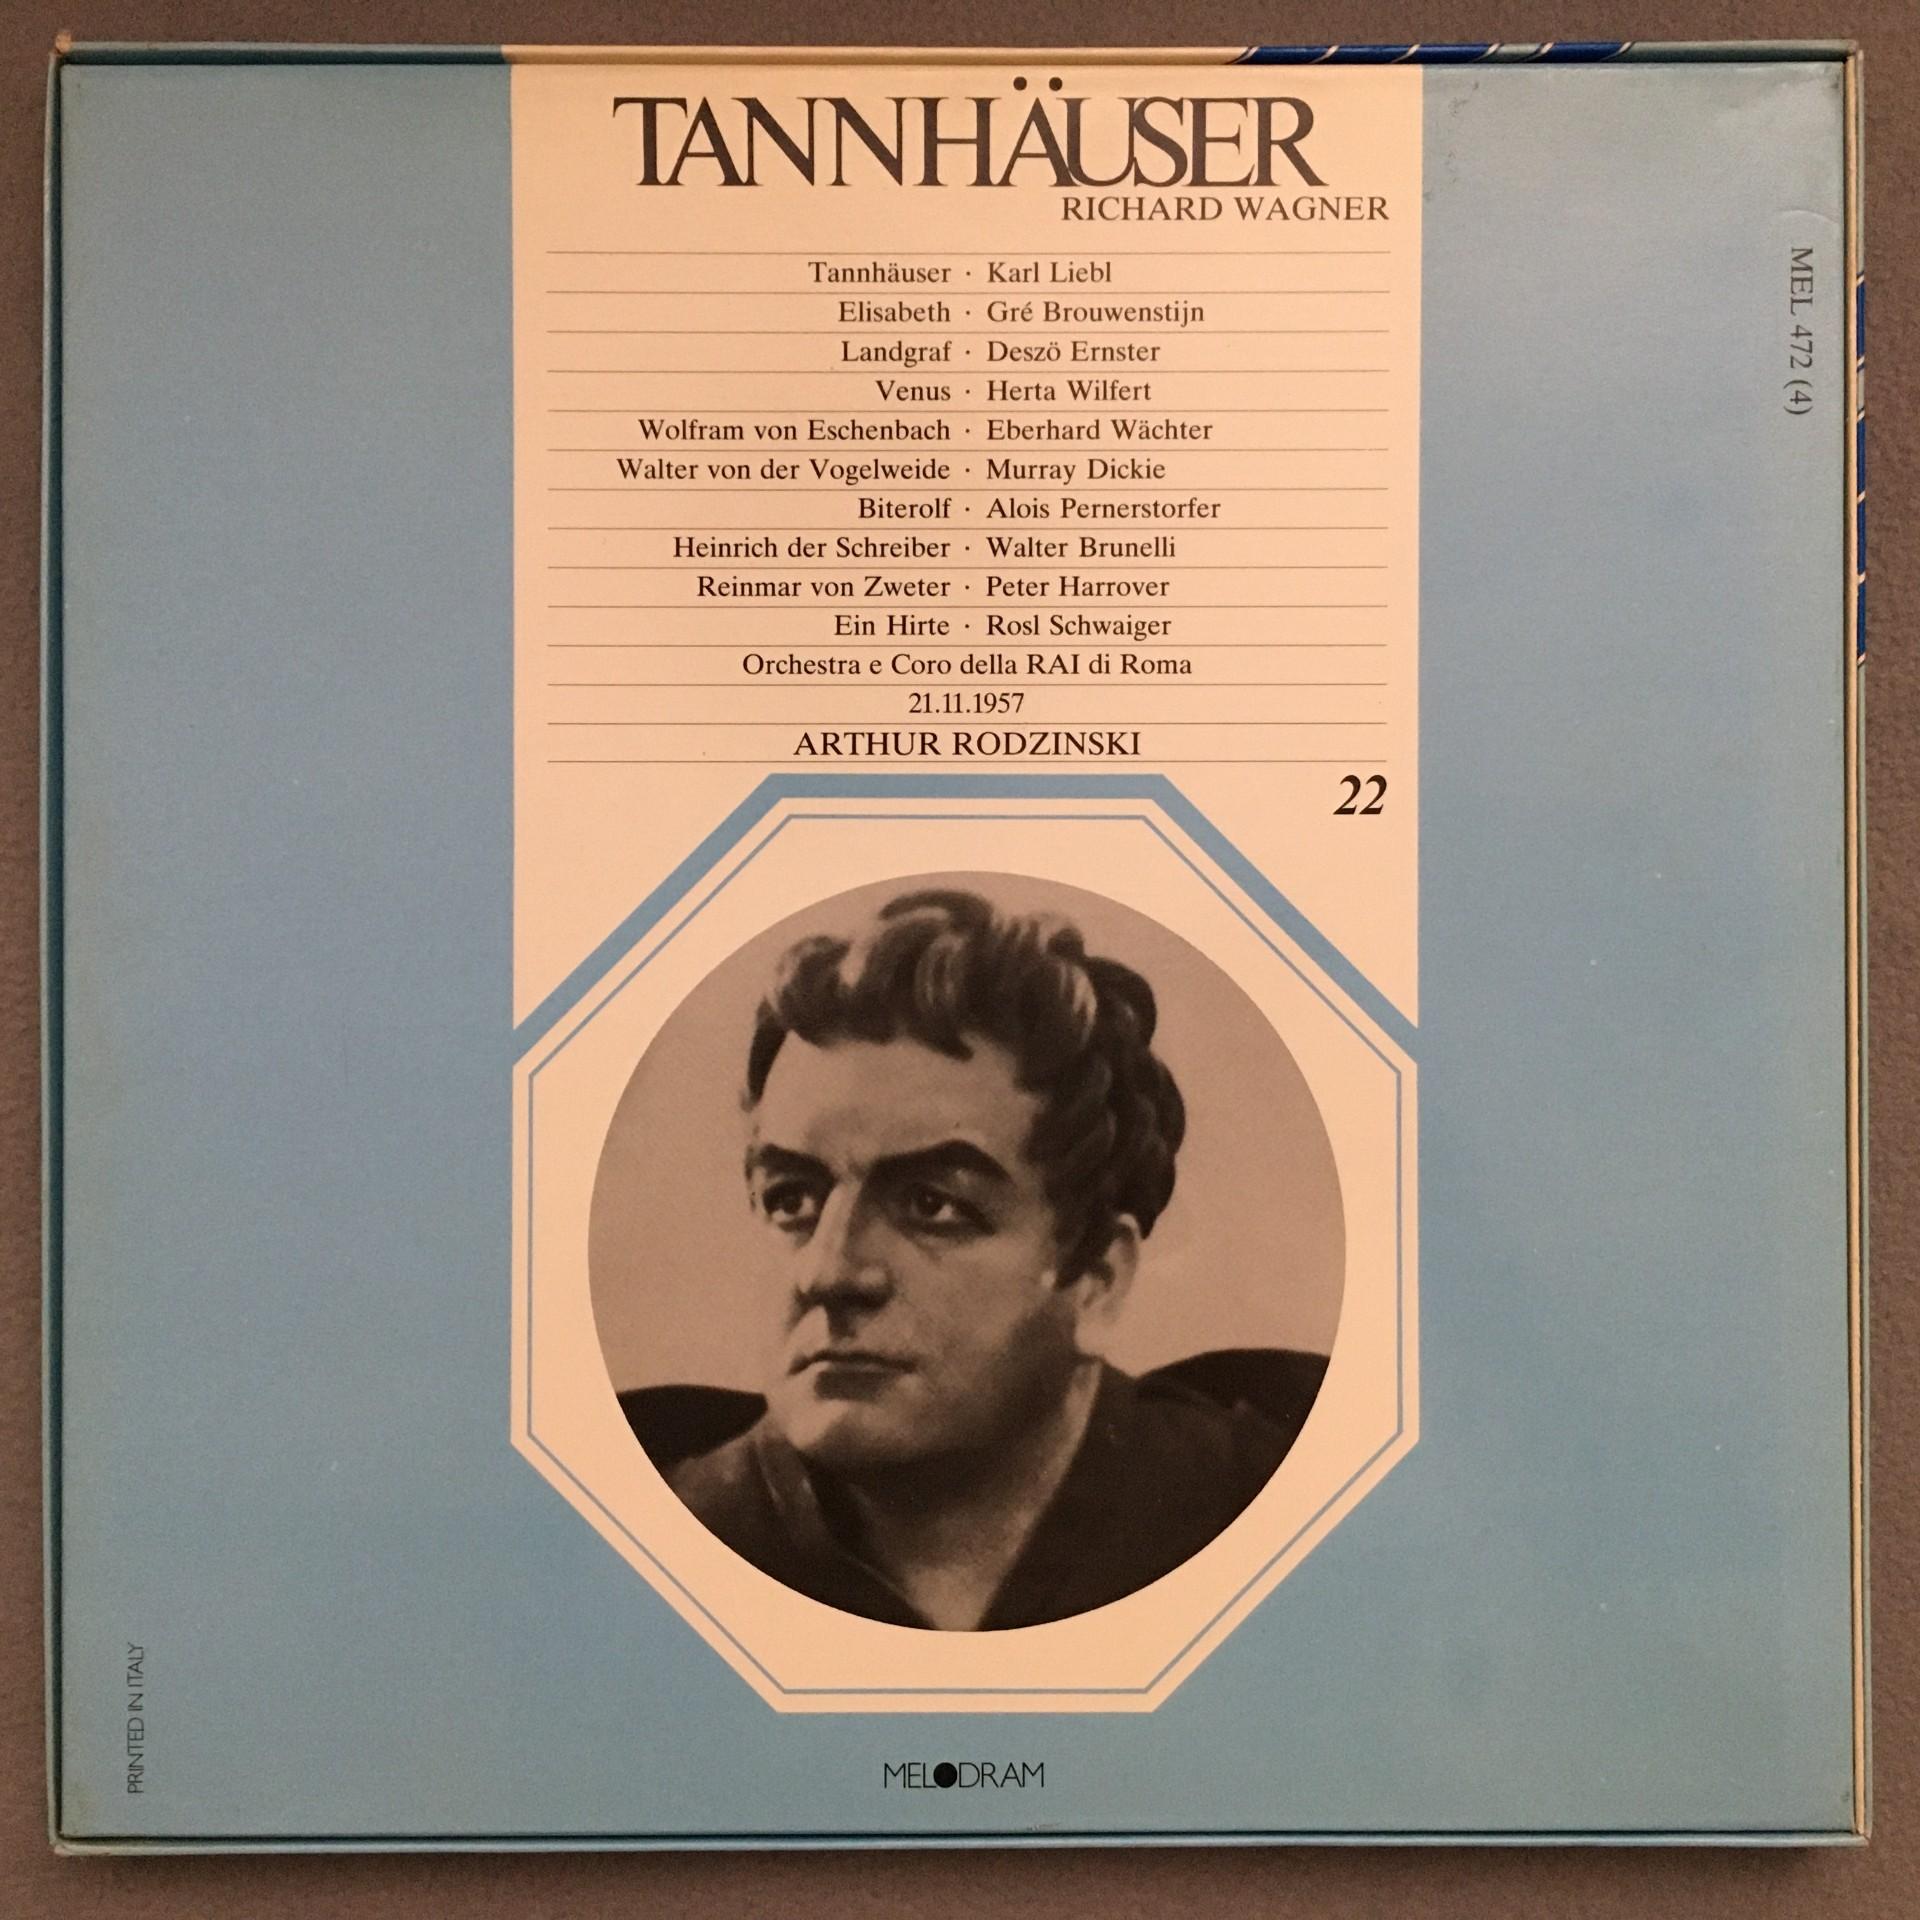 TANNHÄUSER
RICHARD WAGNER
Tannhäuser · Karl Liebl
Elisabeth · Gré Brouwenstijn
Landgraf · Deszö Ernster
Venus · Herta Wilfert
Wolfram von Eschenbach · Eberhard Wächter
Walter von der Vogelweide · Murray Dickie
Biterolf · Alois Pernerstorfer
Heinrich der Schreiber · Walter Brunelli
Reinmar von Zweter · Peter Harrover
Ein Hirte · Rosl Schwaiger
Orchestra e Coro della RAI di Roma
21.11.1957
ARTHUR RODZINSKI
22
MEL 472 (4)
PRINTED IN ITALY
MELODRAM